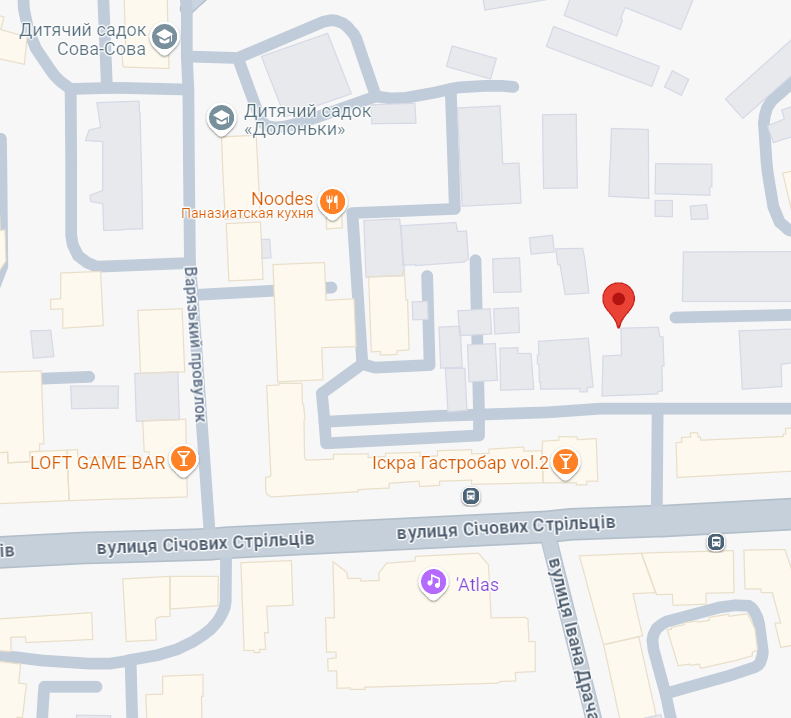 Дитячий садок
Сова-Сова
Дитячий садок
«Долоньки»
Noodes
Паназиатская кухня
Варязький провулок
LOFT GAME BAR
Іскра Гастробар vol.2
ів
вулиця Січових Стрільців
вулиця Січових Стрільців
'Atlas
вулиця Івана Драча